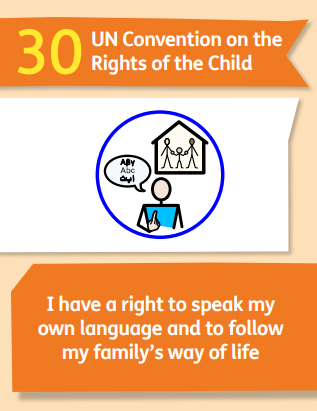 30 UN Convention on the
Rights of the Child
Abc
I have a right to speak my
own language and to follow
my family's way of life